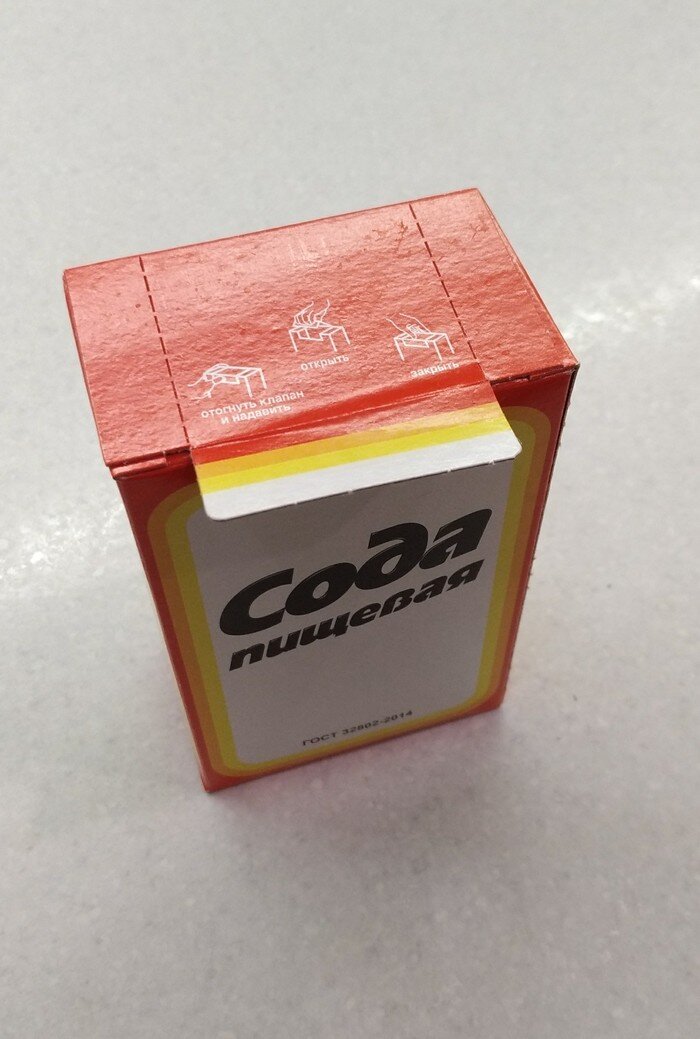 открыть
закрыть
отогнуть клапан
и надавить
Сода
пищевая
ГОСТ 32802-2014